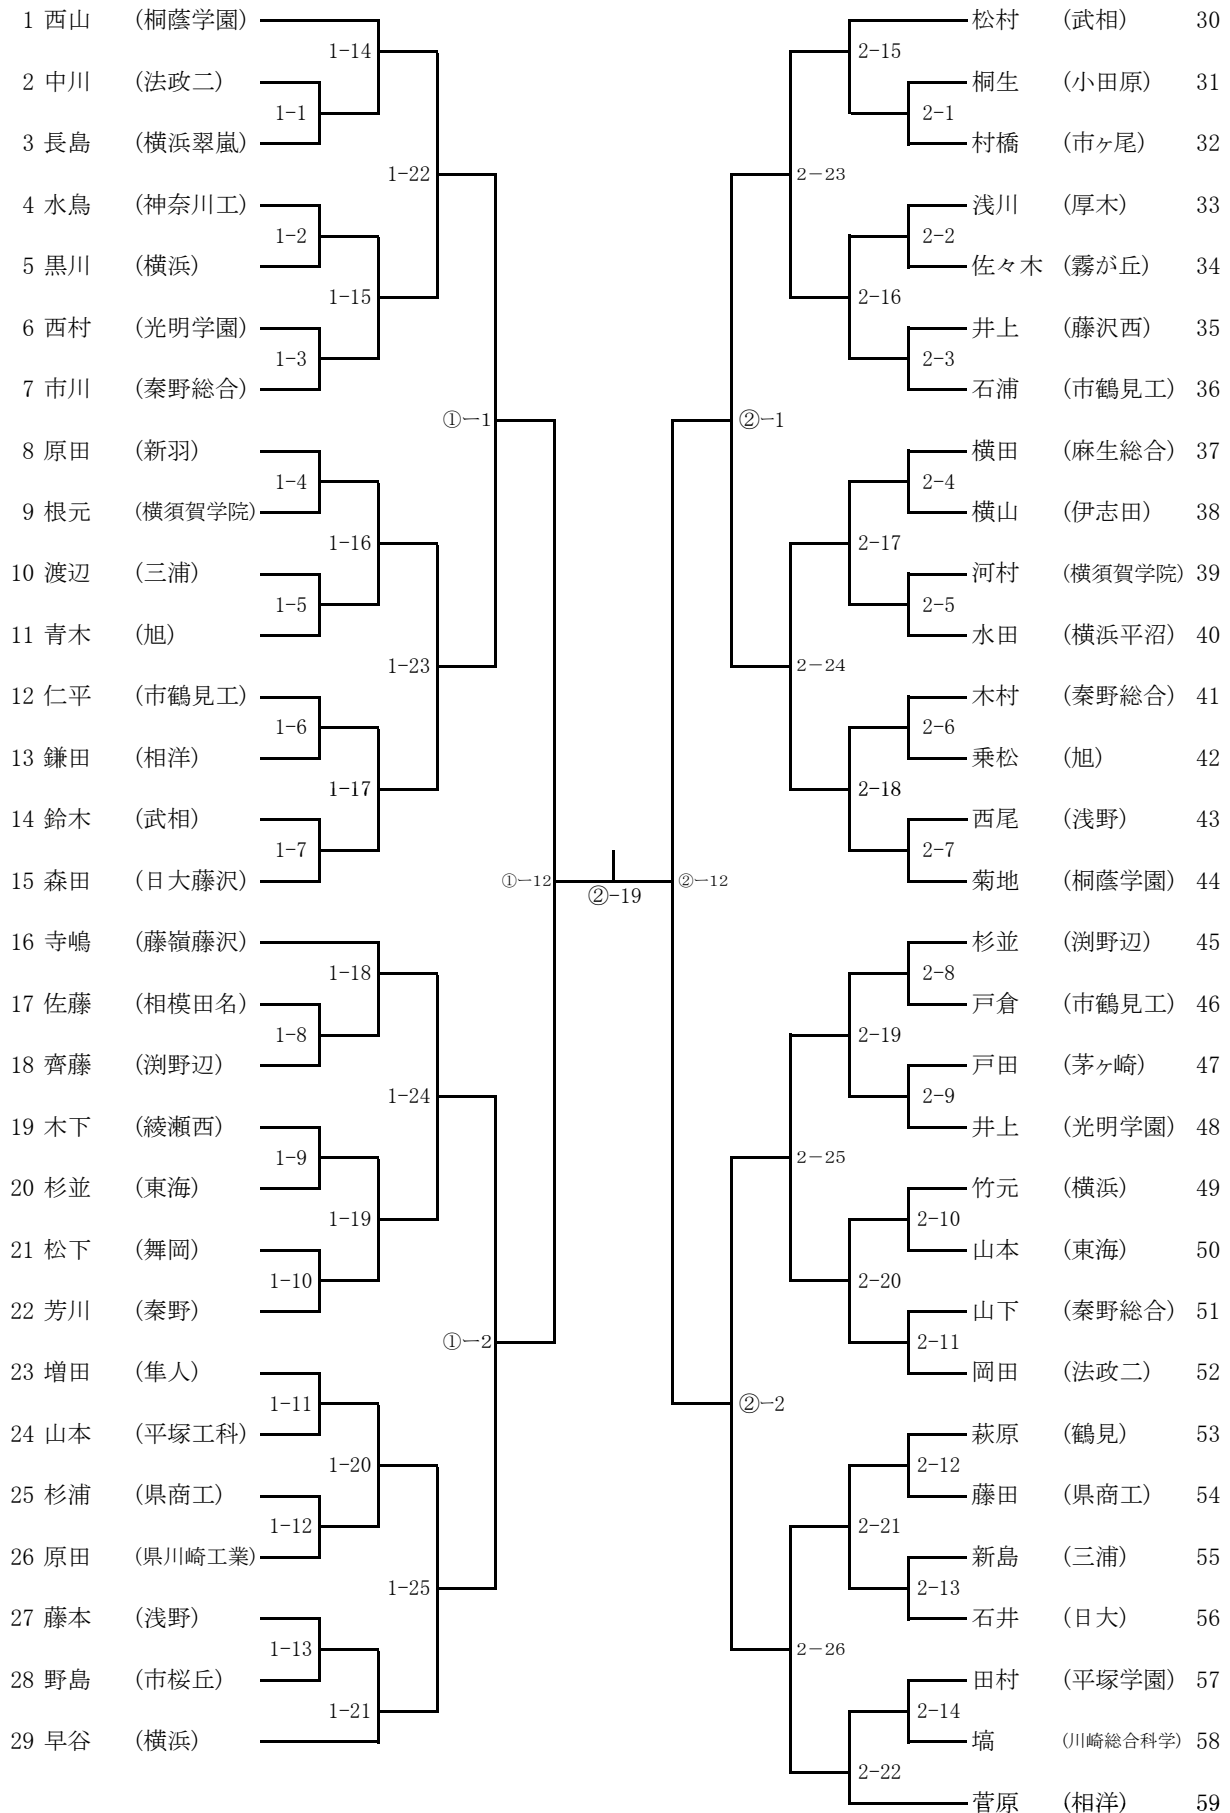 1 西山 (桐蔭学園)
1-14
2 中川 (法政二)
1-1
3 長島 (横浜翠嵐)
1-22
4 水鳥 (神奈川工)
1-2
5 黒川 (横浜)
1-15
6 西村 (光明学園)
1-3
7 市川 (秦野総合)
①ー1
8 原田 (新羽)
1-4
9 根元 (横須賀学院)
1-16
10 渡辺 (三浦)
1-5
11 青木 (旭)
1-23
12 仁平 (市鶴見工)
1-6
13 鎌田 (相洋)
1-17
14 鈴木 (武相)
1-7
15 森田 (日大藤沢)
①ー12
16 寺嶋 (藤嶺藤沢)
1-18
17 佐藤 (相模田名)
1-8
18 齊藤 (渕野辺)
1-24
19 木下 (綾瀬西)
1-9
20 杉並 (東海)
1-19
21 松下 (舞岡)
1-10
22 芳川 (秦野)
①ー2
23 増田 (隼人)
1-11
24 山本 (平塚工科)
1-20
25 杉浦 (県商工)
1-12
26 原田 (県川崎工業)
1-25
27 藤本 (浅野)
1-13
28 野島 (市桜丘)
1-21
29 早谷 (横浜)
②-19
松村 (武相) 30
2-15
桐生 (小田原) 31
2-1
村橋 (市ヶ尾) 32
2－23
浅川 (厚木) 33
2-2
佐々木 (霧が丘) 34
2-16
井上 (藤沢西) 35
2-3
石浦 (市鶴見工) 36
②ー1
横田 (麻生総合) 37
2-4
横山 (伊志田) 38
2-17
河村 (横須賀学院) 39
2-5
水田 (横浜平沼) 40
2－24
木村 (秦野総合) 41
2-6
乗松 (旭) 42
2-18
西尾 (浅野) 43
2-7
菊地 (桐蔭学園) 44
②ー12
杉並 (渕野辺) 45
2-8
戸倉 (市鶴見工) 46
2-19
戸田 (茅ヶ崎) 47
2-9
井上 (光明学園) 48
2－25
竹元 (横浜) 49
2-10
山本 (東海) 50
2-20
山下 (秦野総合) 51
2-11
岡田 (法政二) 52
②ー2
萩原 (鶴見) 53
2-12
藤田 (県商工) 54
2-21
新島 (三浦) 55
2-13
石井 (日大) 56
2－26
田村 (平塚学園) 57
2-14
塙 (川崎総合科学) 58
2-22
菅原 (相洋) 59